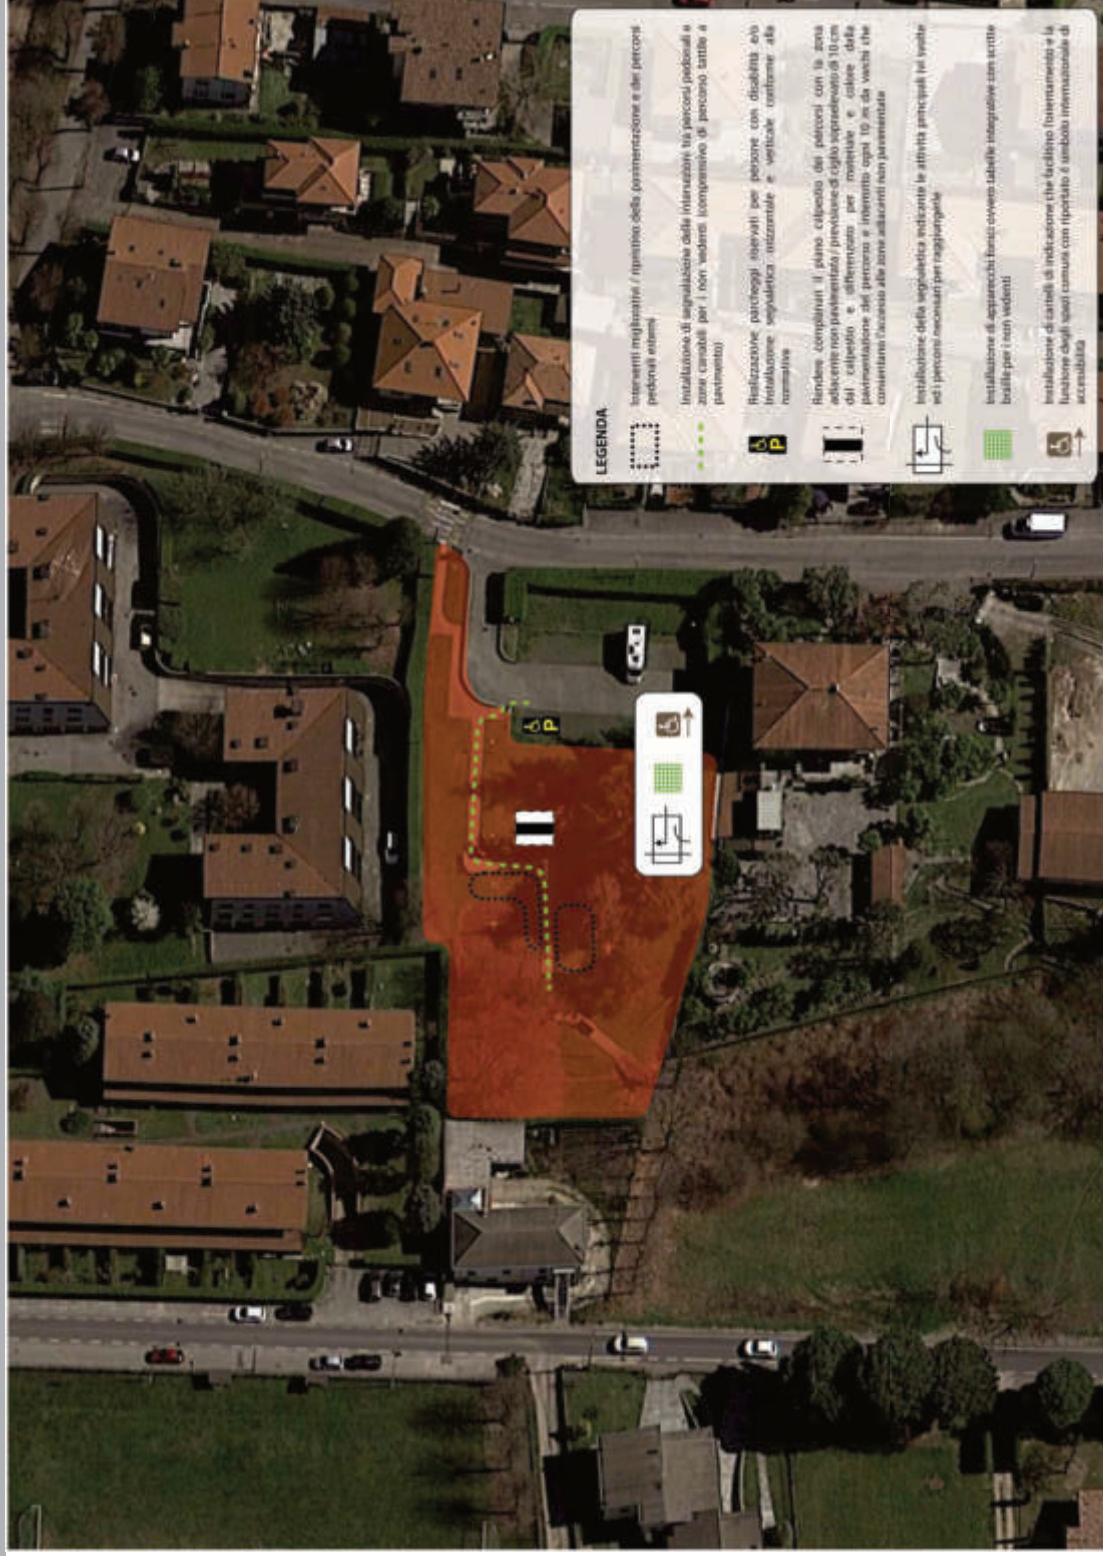 LEGENDA
Interventi migliorativi / ripristino della pavimentazione e dei percorsi
pedonali esterni
Installazione di segnalazione delle intersezioni tra percorsi pedonali e
zone carrabili per i non vedenti (comprensivo di percorso tattile a
pavimento)
Realizzazione parcheggi riservati per persone con disabilità e/o
installazione segnaletica orizzontale e verticale conforme alla
normativa
Rendere complanari il piano calpestio dei percorsi con la zona
adiacente non pavimentata / previsione di ciglio sopraelevato di 10 cm
dal calpestio e differenziato per materiale e colore dalla
pavimentazione del percorso e interrotto ogni 10 m da varchi che
consentano l'accesso alle zone adiacenti non pavimentate
Installazione della segnaletica indicante le attività principali ivi svolte
ed i percorsi necessari per raggiungerle
Installazione di apparecchi fonici ovvero tabelle integrative con scritte
braille per i non vedenti
Installazione di cartelli di indicazione che facilitino l'orientamento e la
fruizione degli spazi comuni con riportato il simbolo internazionale di
accessibilità
P
P